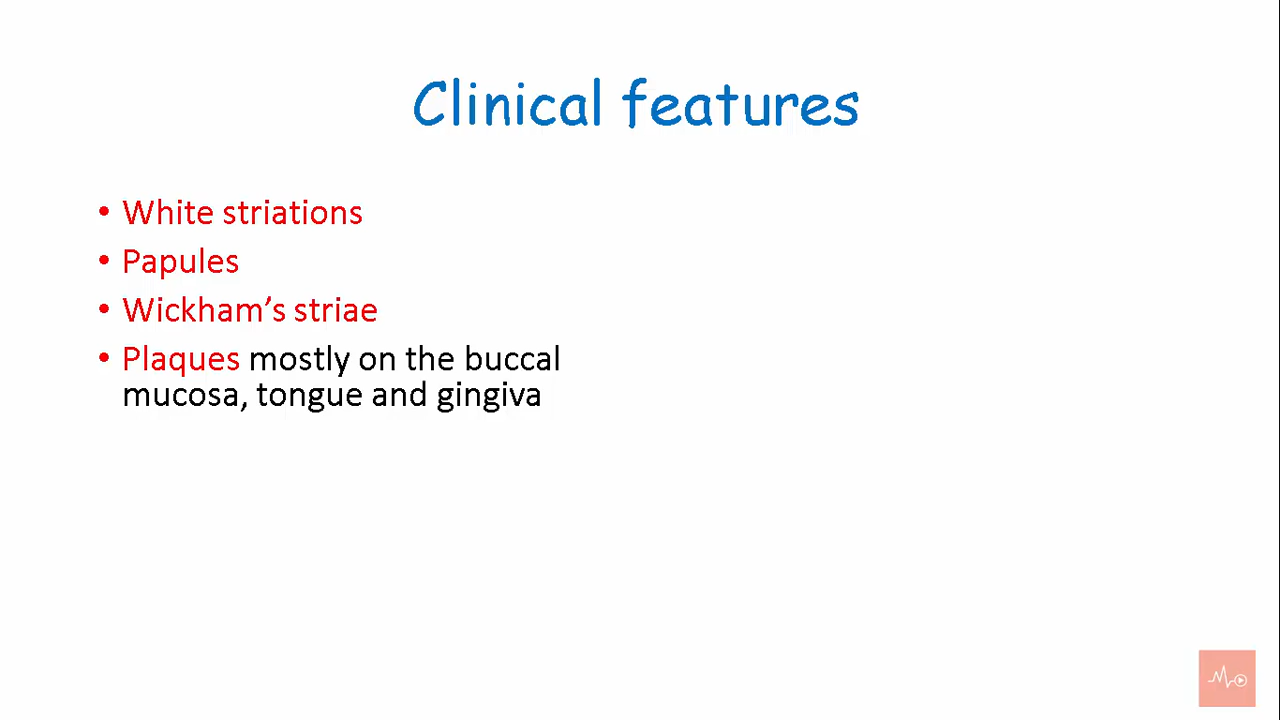 Clinical features
• White striations
• Papules
• Wickham’s striae
• Plaques mostly on the buccal
mucosa, tongue and gingiva